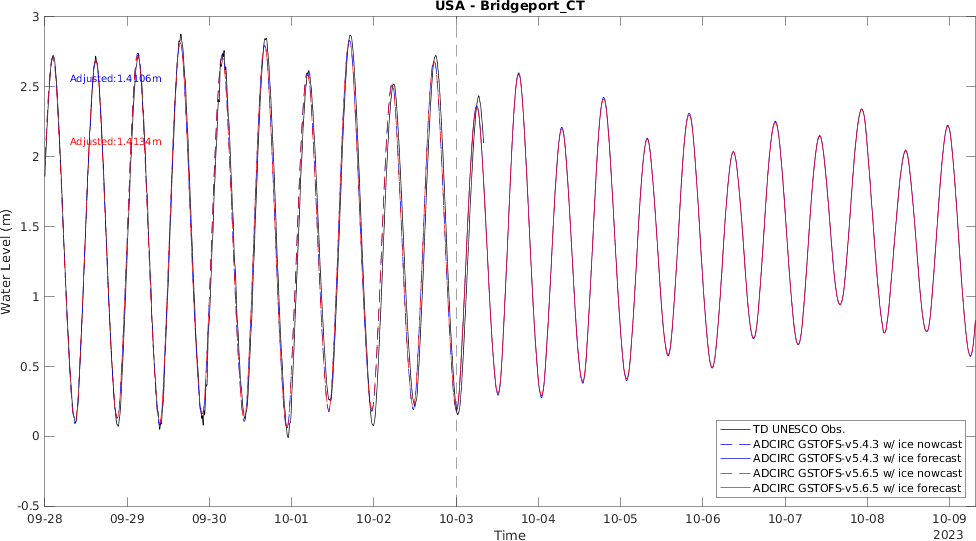 USA - Bridgeport_CT
3
2.5
2
1.5
1
0.5
0
-0.5
Water Level (m)
Adjusted:1.4106m
Adjusted:1.4134m
TD UNESCO Obs.
ADCIRC GSTOFS-v5.4.3 w/ ice nowcast
ADCIRC GSTOFS-v5.4.3 w/ ice forecast
ADCIRC GSTOFS-v5.6.5 w/ ice nowcast
ADCIRC GSTOFS-v5.6.5 w/ ice forecast
09-28 09-29 09-30 10-01 10-02 10-03 10-04 10-05 10-06 10-07 10-08 10-09
Time
2023